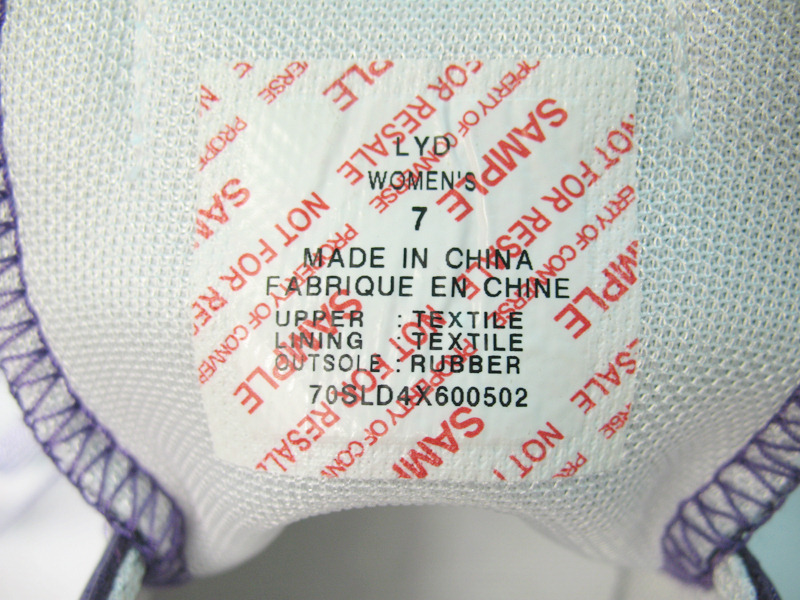 LYD
WOMEN'S
7
MADE IN CHINA
FABRIQUE EN CHINE
UPPER : TEXTILE
LINING : TEXTILE
OUTSOLE : RUBBER
70SLD4X600502
SAMPLE
NOT FOR RESALE
PROPERTY OF CONVERSE